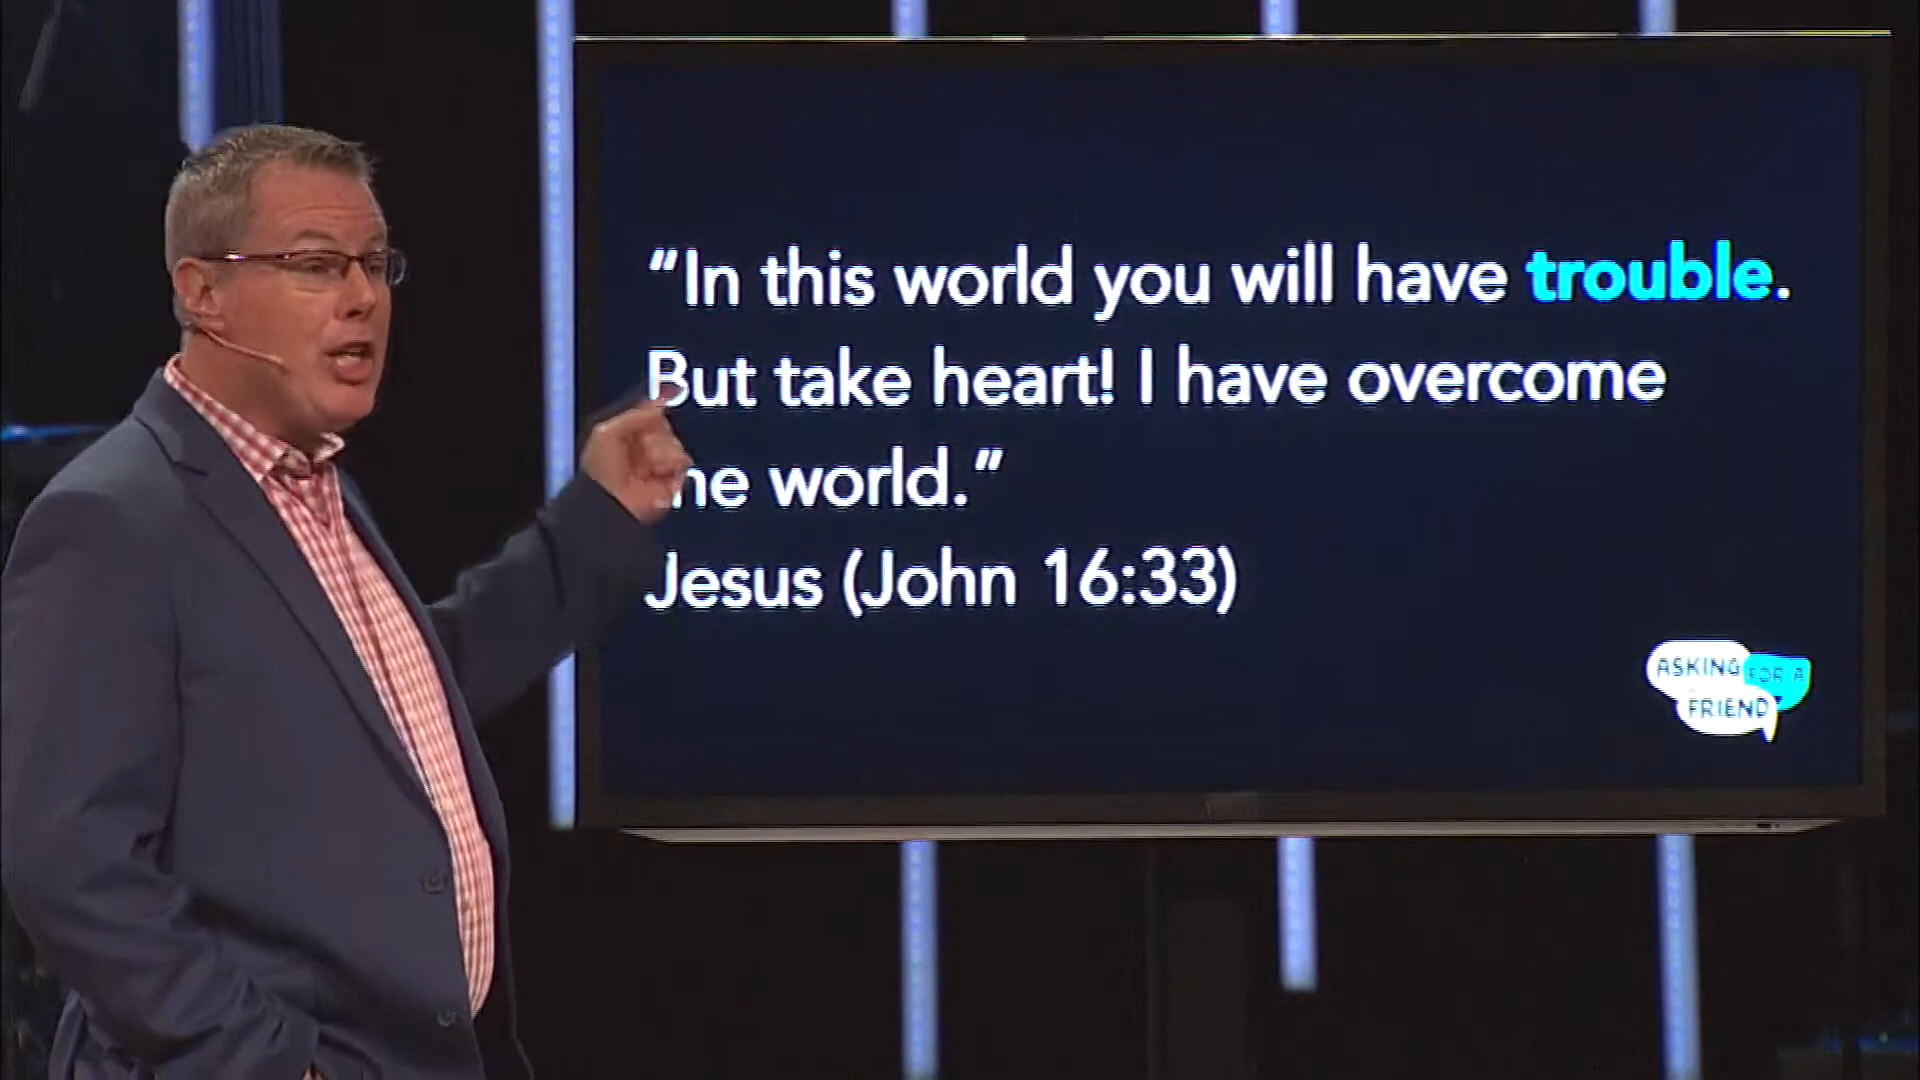 “In this world you will have trouble.
But take heart! I have overcome
the world.”
Jesus (John 16:33)
ASKING FOR A
FRIEND